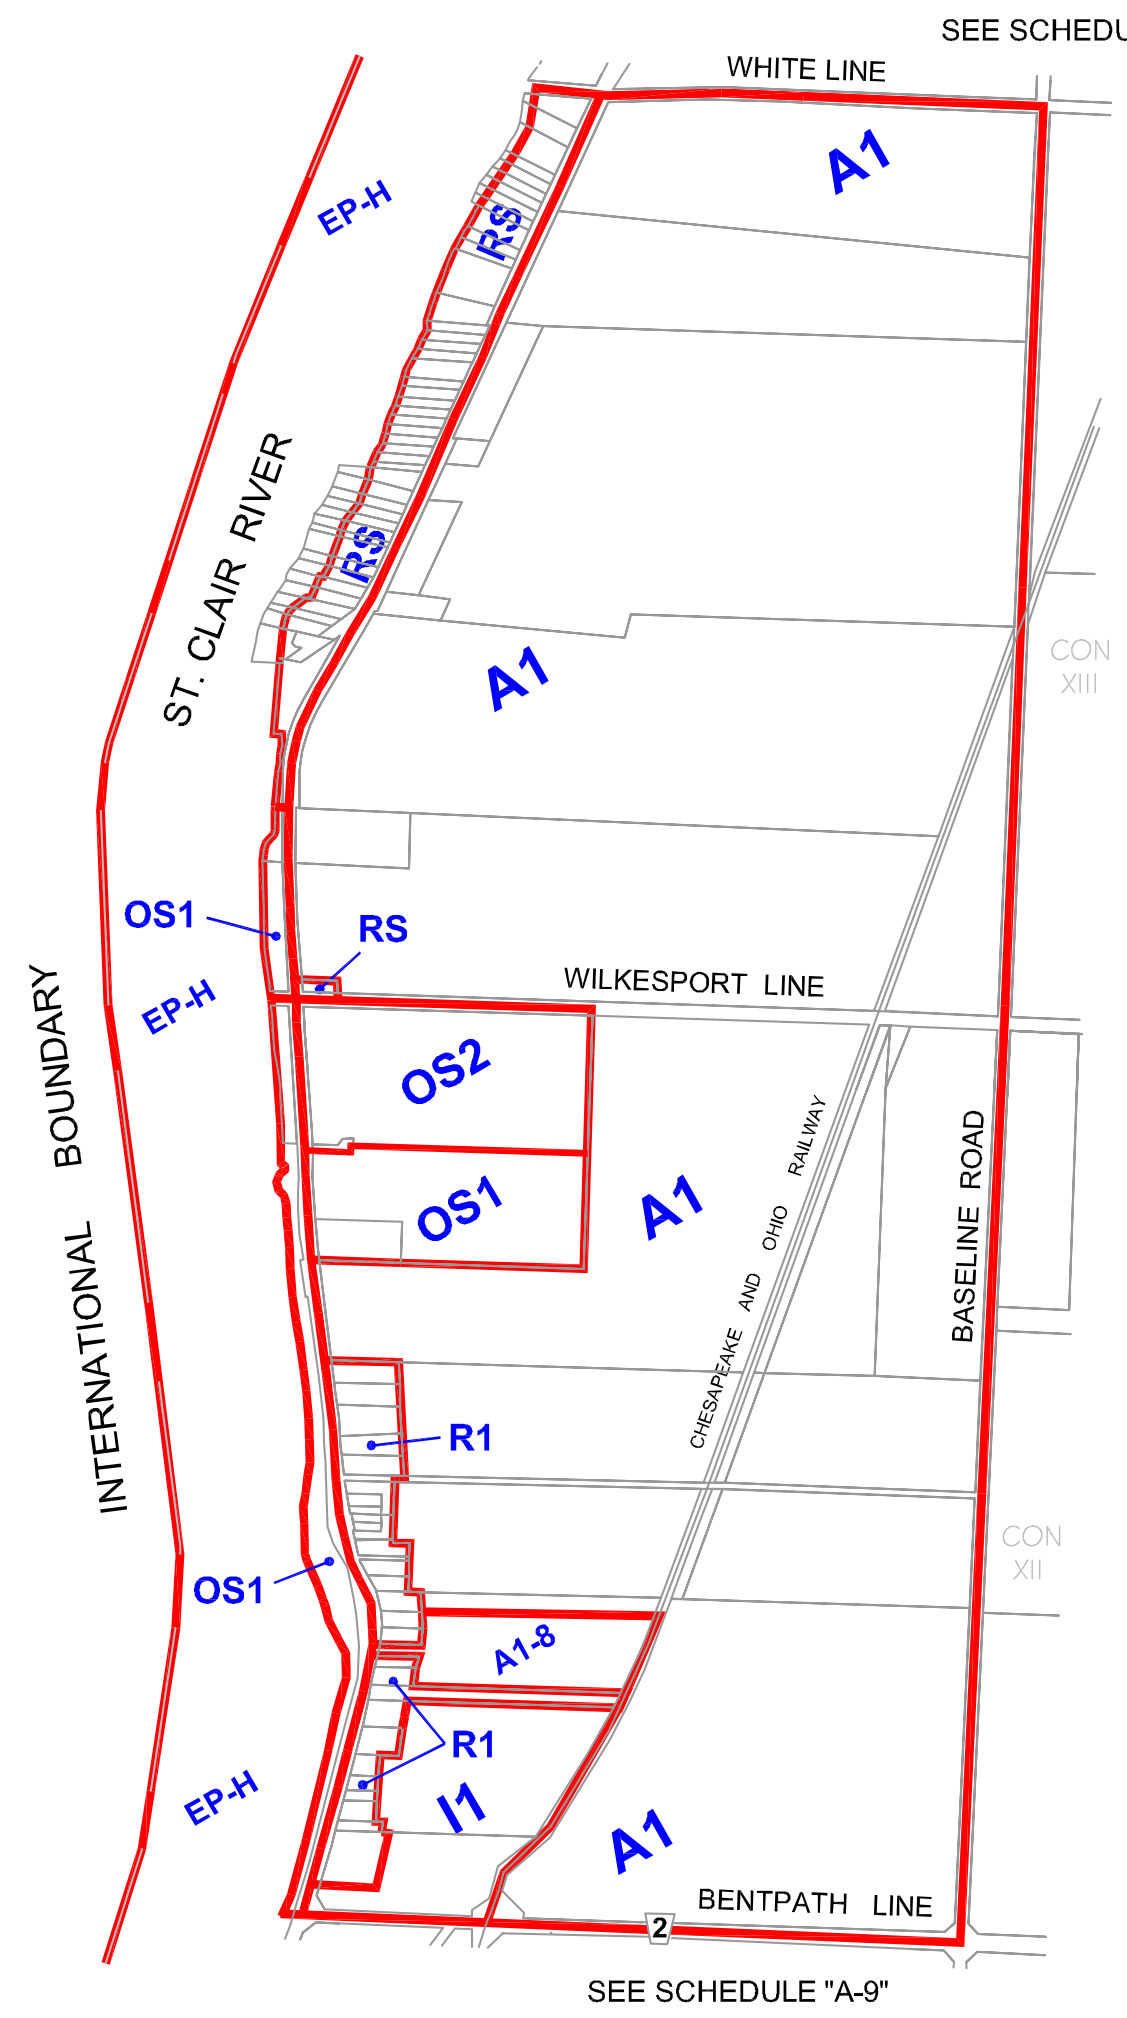 SEE SCHEDU
WHITE LINE
A1
EP-H
RS
ST. CLAIR RIVER
RS
CON
XIII
A1
OS1
RS
WILKESPORT LINE
EP-H
INTERNATIONAL BOUNDARY
OS2
OS1
A1
CHESAPEAKE AND OHIO RAILWAY
BASELINE ROAD
R1
CON
XII
OS1
A1-8
R1
EP-H
I1
A1
BENTPATH LINE
2
SEE SCHEDULE "A-9"